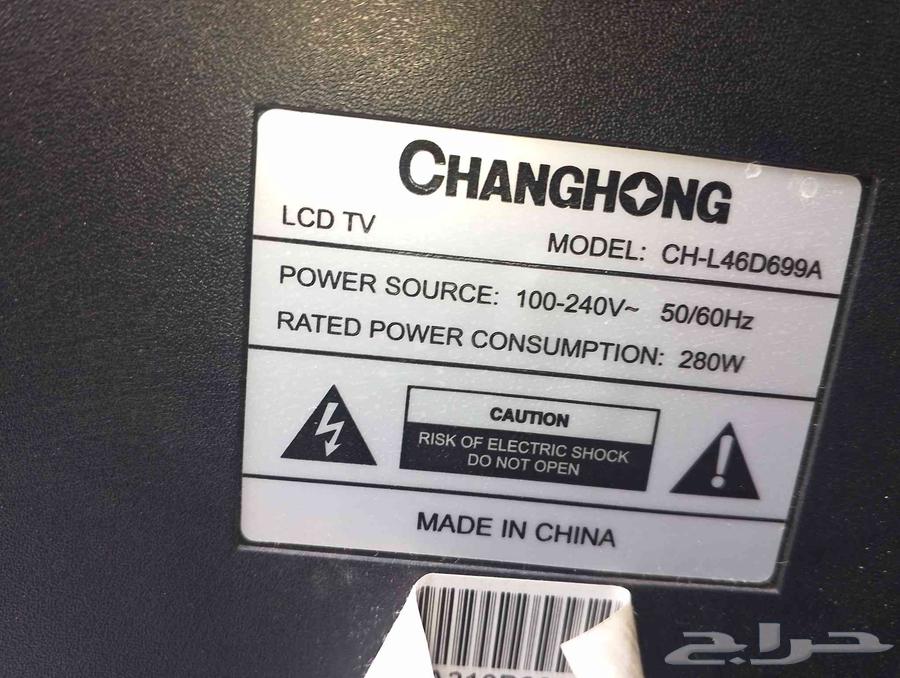 CHANGHONG
LCD TV
MODEL: CH-L46D699A
POWER SOURCE: 100-240V~ 50/60Hz
RATED POWER CONSUMPTION: 280W
CAUTION
RISK OF ELECTRIC SHOCK
DO NOT OPEN
MADE IN CHINA
حراج